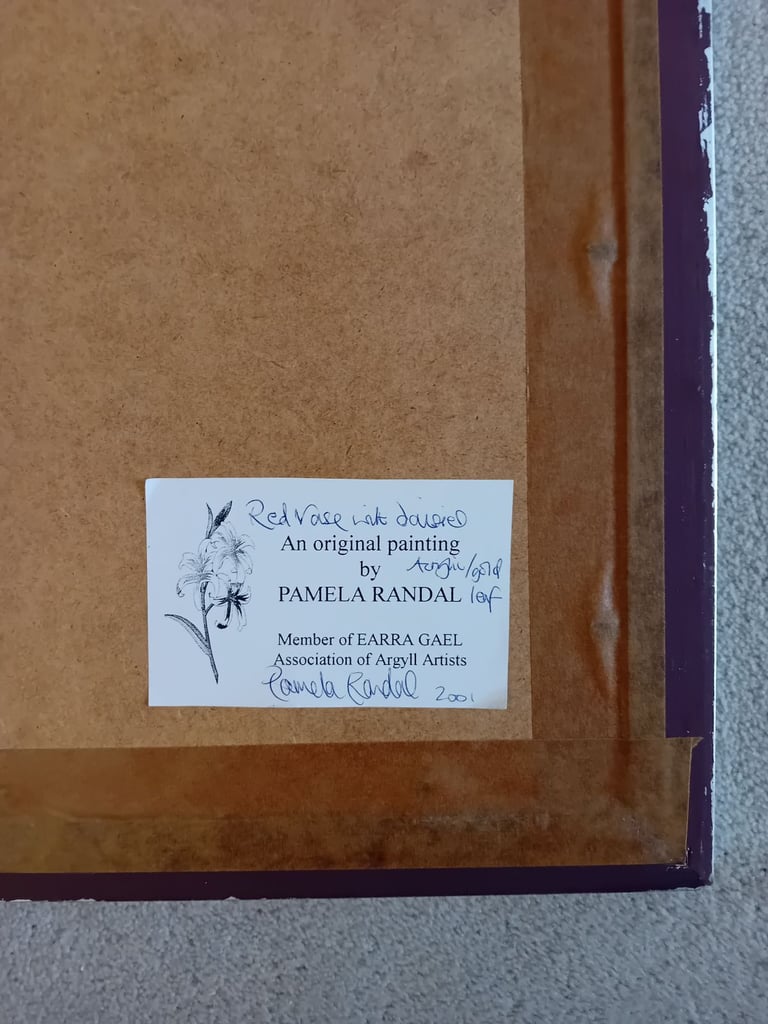 Red Vase with daisies
An original painting
by Acrylic/gold
PAMELA RANDAL leaf
Member of EARRA GAEL
Association of Argyll Artists
Pamela Randal 2001